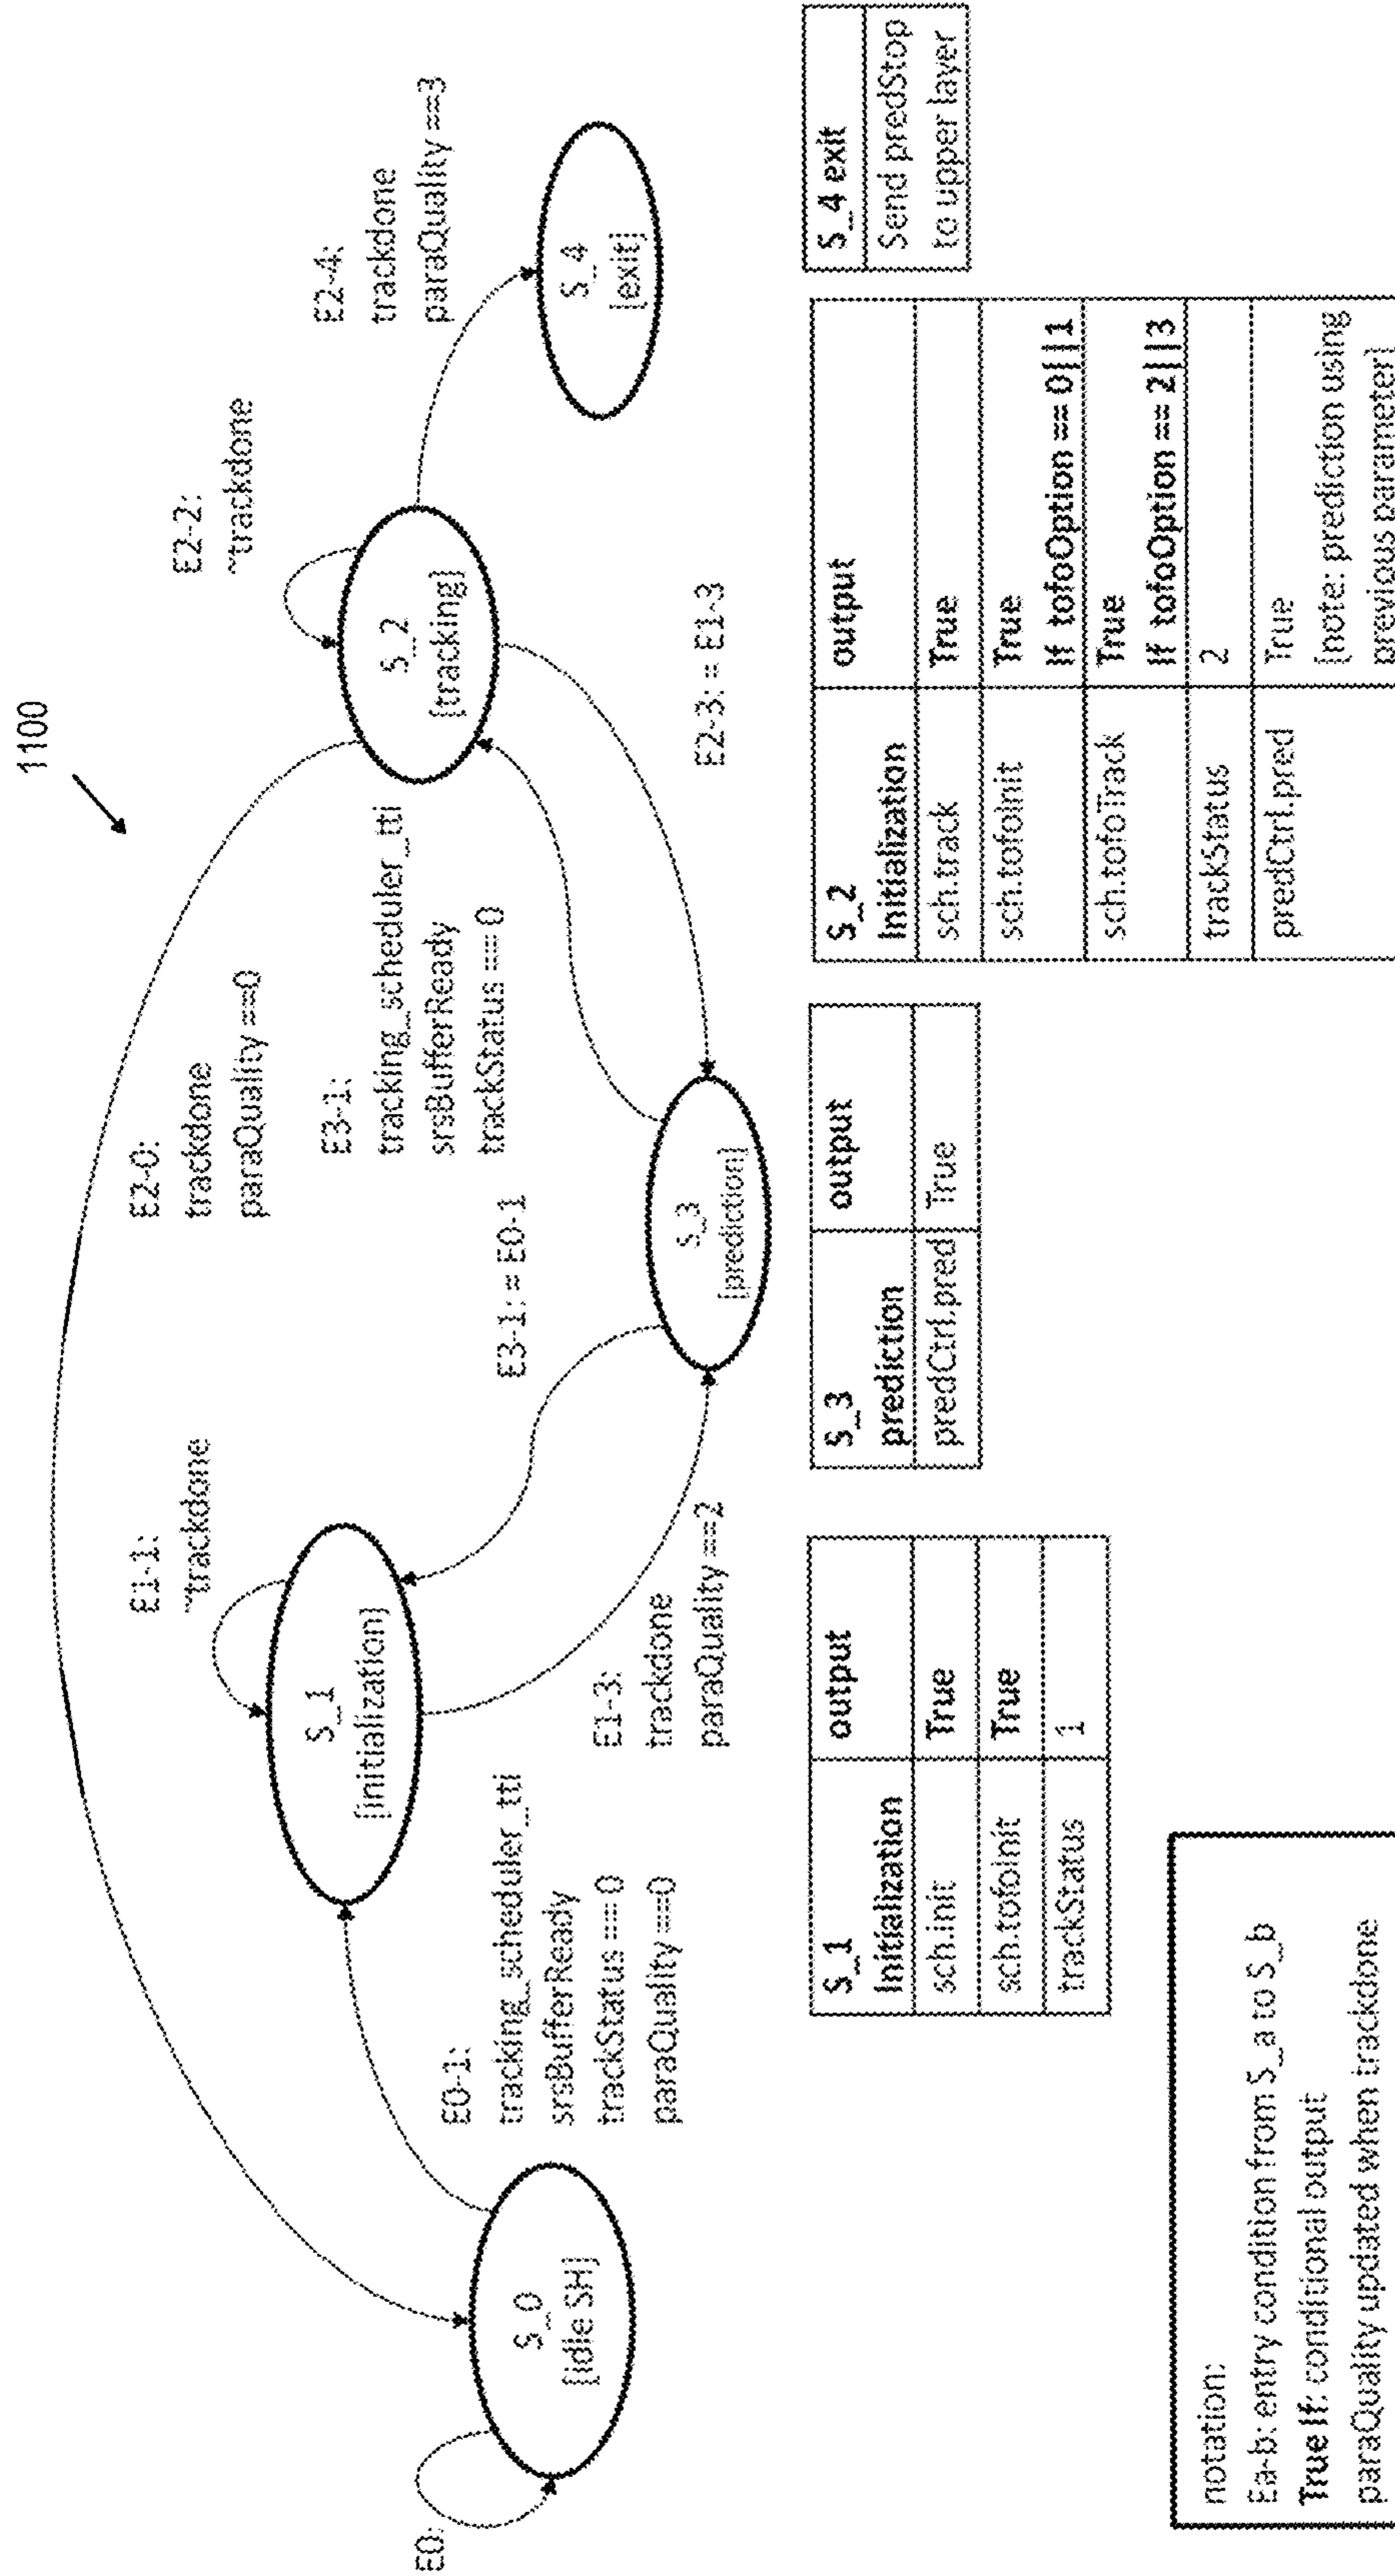 1100
E0:
S_0
[idle SH]
E0-1:
tracking_scheduler_tti
srsBufferReady
trackStatus == 0
paraQuality ==0
E1-1:
~trackdone
S_1
[initialization]
E1-3:
trackdone
paraQuality ==2
E2-0:
trackdone
paraQuality ==0
E3-1: = E0-1
E3-1:
tracking_scheduler_tti
srsBufferReady
trackStatus == 0
S_3
[prediction]
E2-2:
~trackdone
S_2
[tracking]
E2-3: = E1-3
E2-4:
trackdone
paraQuality ==3
S_4
[exit]
S_1
Initialization
output
sch.init
True
sch.tofoInit
True
trackStatus
1
S_3
prediction
output
predCtrl.pred
True
S_2
Initialization
output
sch.track
True
sch.tofoInit
True
If tofoOption == 0||1
sch.tofoTrack
True
If tofoOption == 2||3
trackStatus
2
predCtrl.pred
True
[note: prediction using
previous parameter]
S_4 exit
Send predStop
to upper layer
notation:
Ea-b: entry condition from S_a to S_b
True If: conditional output
paraQuality updated when trackdone